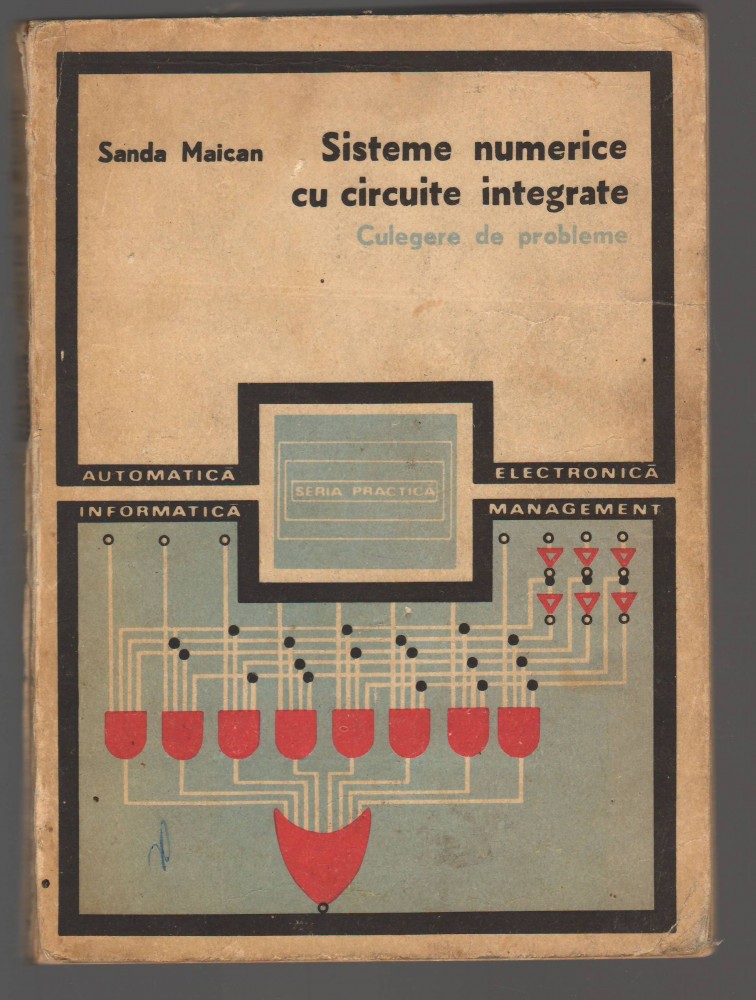 Sanda Maican
Sisteme numerice
cu circuite integrate
Culegere de probleme
AUTOMATICĂ
ELECTRONICĂ
SERIA PRACTICĂ
INFORMATICĂ
MANAGEMENT